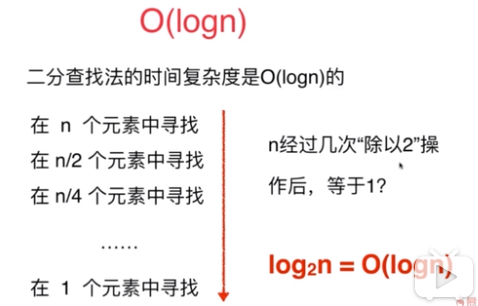 O(logn)
二分查找法的时间复杂度是O(logn)的
在 n 个元素中寻找
在 n/2 个元素中寻找
在 n/4 个元素中寻找
……
在 1 个元素中寻找
n经过几次“除以2”操
作后，等于1?
log₂n = O(logn)